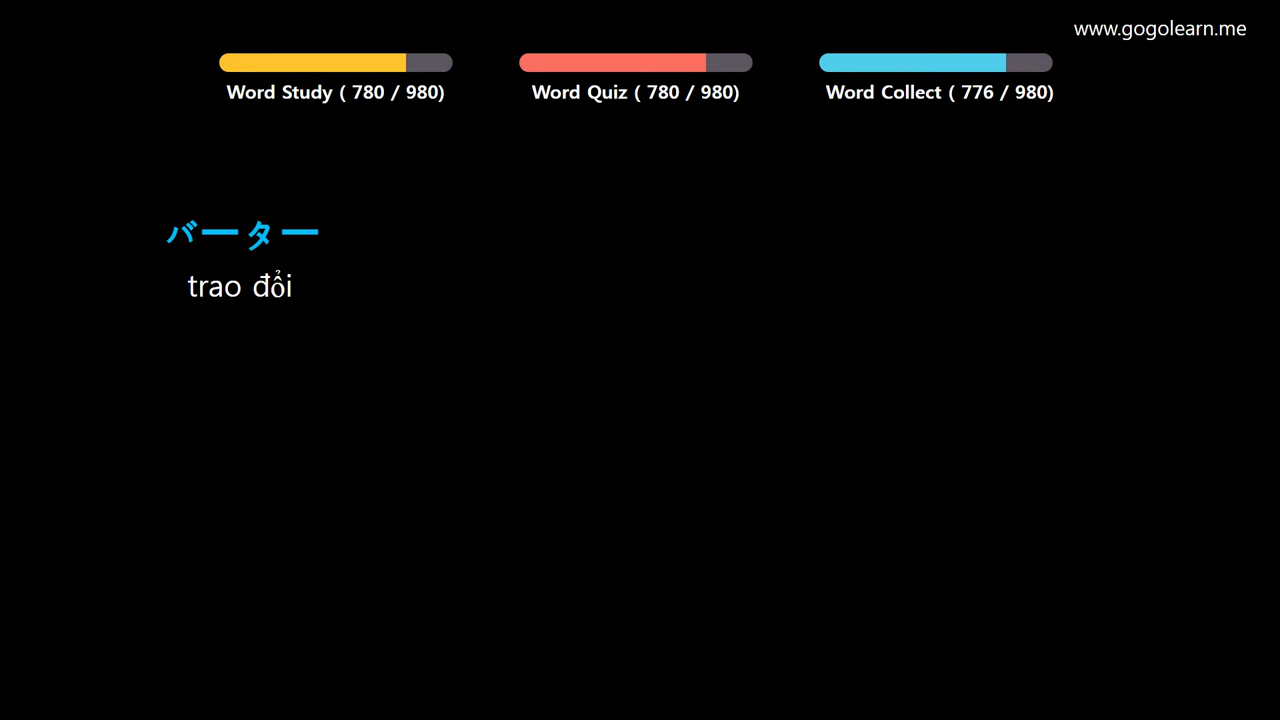 www.gogolearn.me
Word Study ( 780 / 980)
Word Quiz ( 780 / 980)
Word Collect ( 776 / 980)
バーター
trao đổi